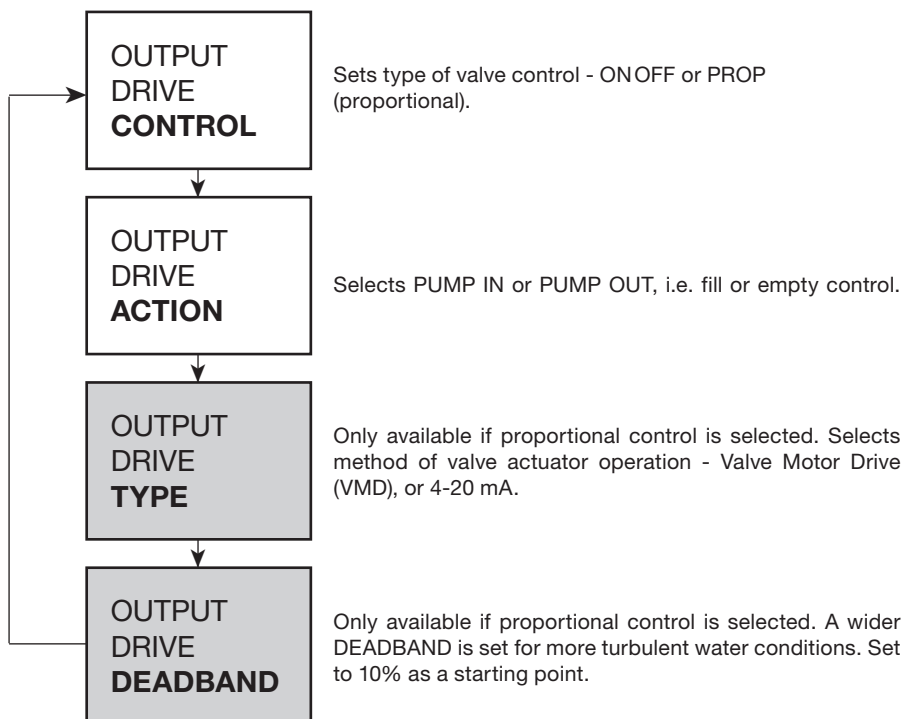 OUTPUT
DRIVE
CONTROL
Sets type of valve control - ONOFF or PROP
(proportional).
OUTPUT
DRIVE
ACTION
Selects PUMP IN or PUMP OUT, i.e. fill or empty control.
OUTPUT
DRIVE
TYPE
Only available if proportional control is selected. Selects
method of valve actuator operation - Valve Motor Drive
(VMD), or 4-20 mA.
OUTPUT
DRIVE
DEADBAND
Only available if proportional control is selected. A wider
DEADBAND is set for more turbulent water conditions. Set
to 10% as a starting point.